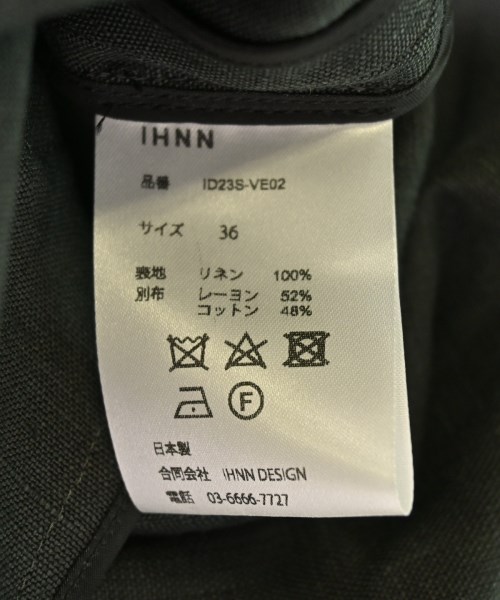 IHNN
品番 ID23S-VE02
サイズ 36
表地 リネン 100%
別布 レーヨン 52%
コットン 48%
F
日本製
合同会社 IHNN DESIGN
電話 03-6666-7727